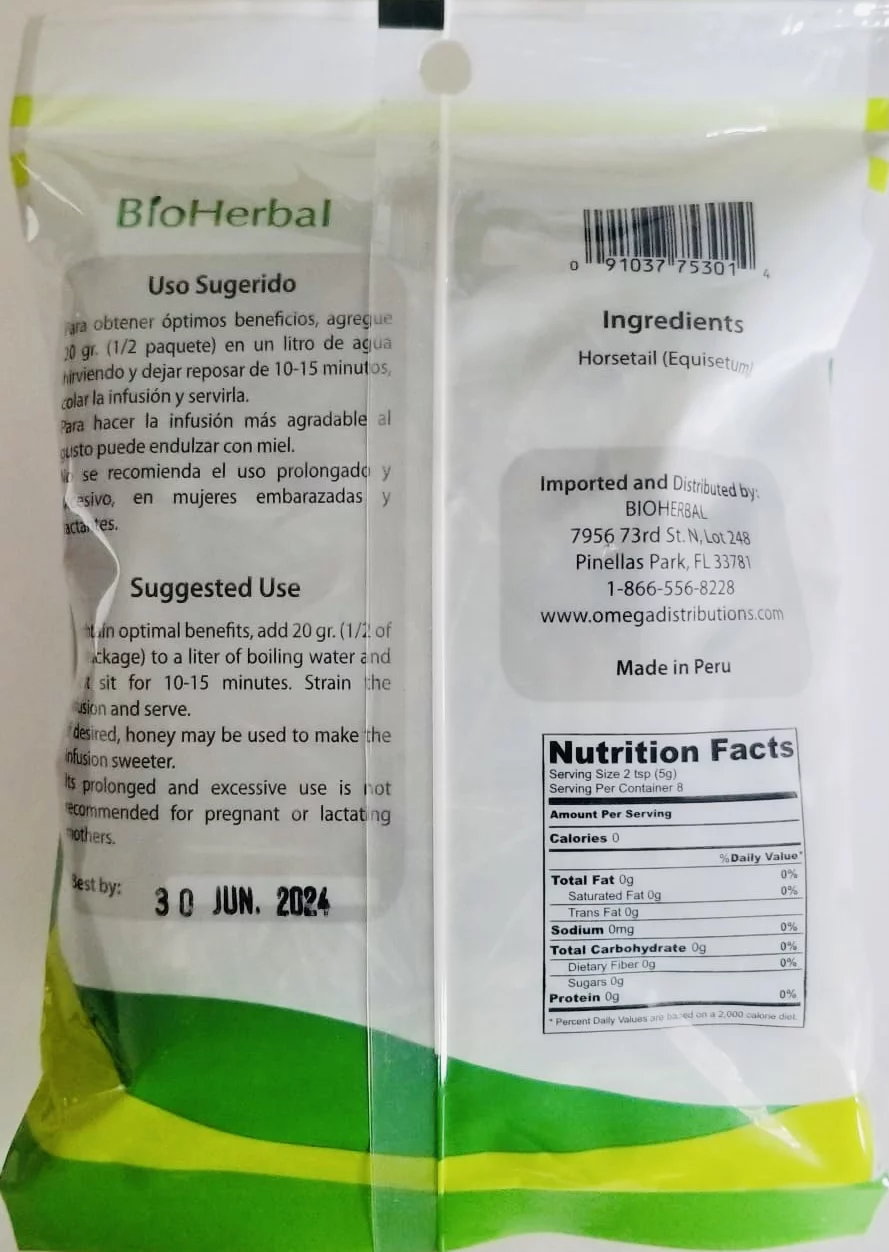 BioHerbal
Uso Sugerido
Para obtener óptimos beneficios, agregue
20 gr. (1/2 paquete) en un litro de agua
hirviendo y dejar reposar de 10-15 minutos,
colar la infusión y servirla.
Para hacer la infusión más agradable al
gusto puede endulzar con miel.
No se recomienda el uso prolongado y
en mujeres embarazadas y
Suggested Use
optimal benefits, add 20 gr. (1/2 of
to a liter of boiling water and
sit for 10-15 minutes. Strain the
and serve.
desired, honey may be used to make the
infusion sweeter.
Its prolonged and excessive use is not
recommended for pregnant or lactating
mothers.
Best by: 30 JUN. 2024
0 91037 75301 4
Ingredients
Horsetail (Equisetum)
Imported and Distributed by:
BIOHERBAL
7956 73rd St. N, Lot 248
Pinellas Park, FL 33781
1-866-556-8228
www.omegadistributions.com
Made in Peru
Nutrition Facts
Serving Size 2 tsp (5g)
Serving Per Container 8
Amount Per Serving
Calories 0
%Daily Value*
Total Fat 0g 0%
Saturated Fat 0g 0%
Trans Fat 0g
Sodium 0mg 0%
Total Carbohydrate 0g 0%
Dietary Fiber 0g 0%
Sugars 0g
Protein 0g 0%
* Percent Daily Values are based on a 2,000 calorie diet.